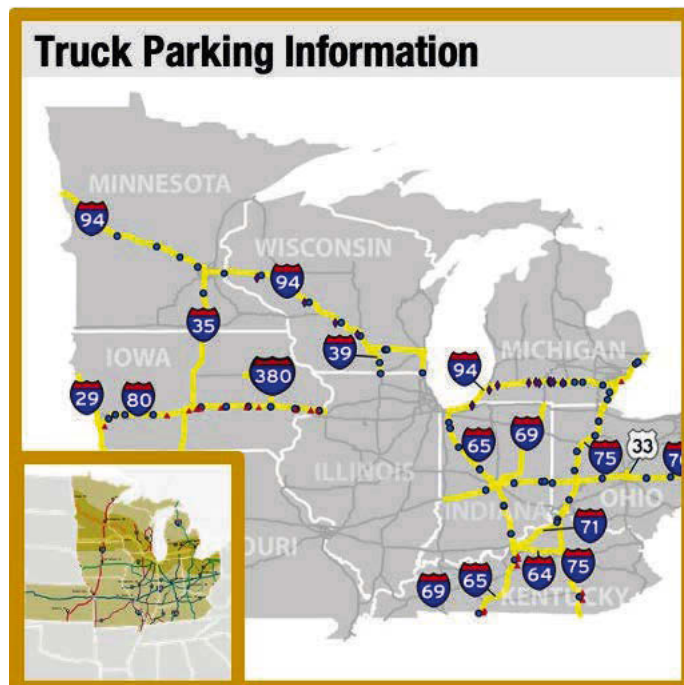 Truck Parking Information
MINNESOTA
94
WISCONSIN
94
35
39
IOWA
380
MICHIGAN
94
29
80
65
69
75
33
ILLINOIS
INDIANA
OHIO
71
OURI
69
65
64
75
KENTUCKY